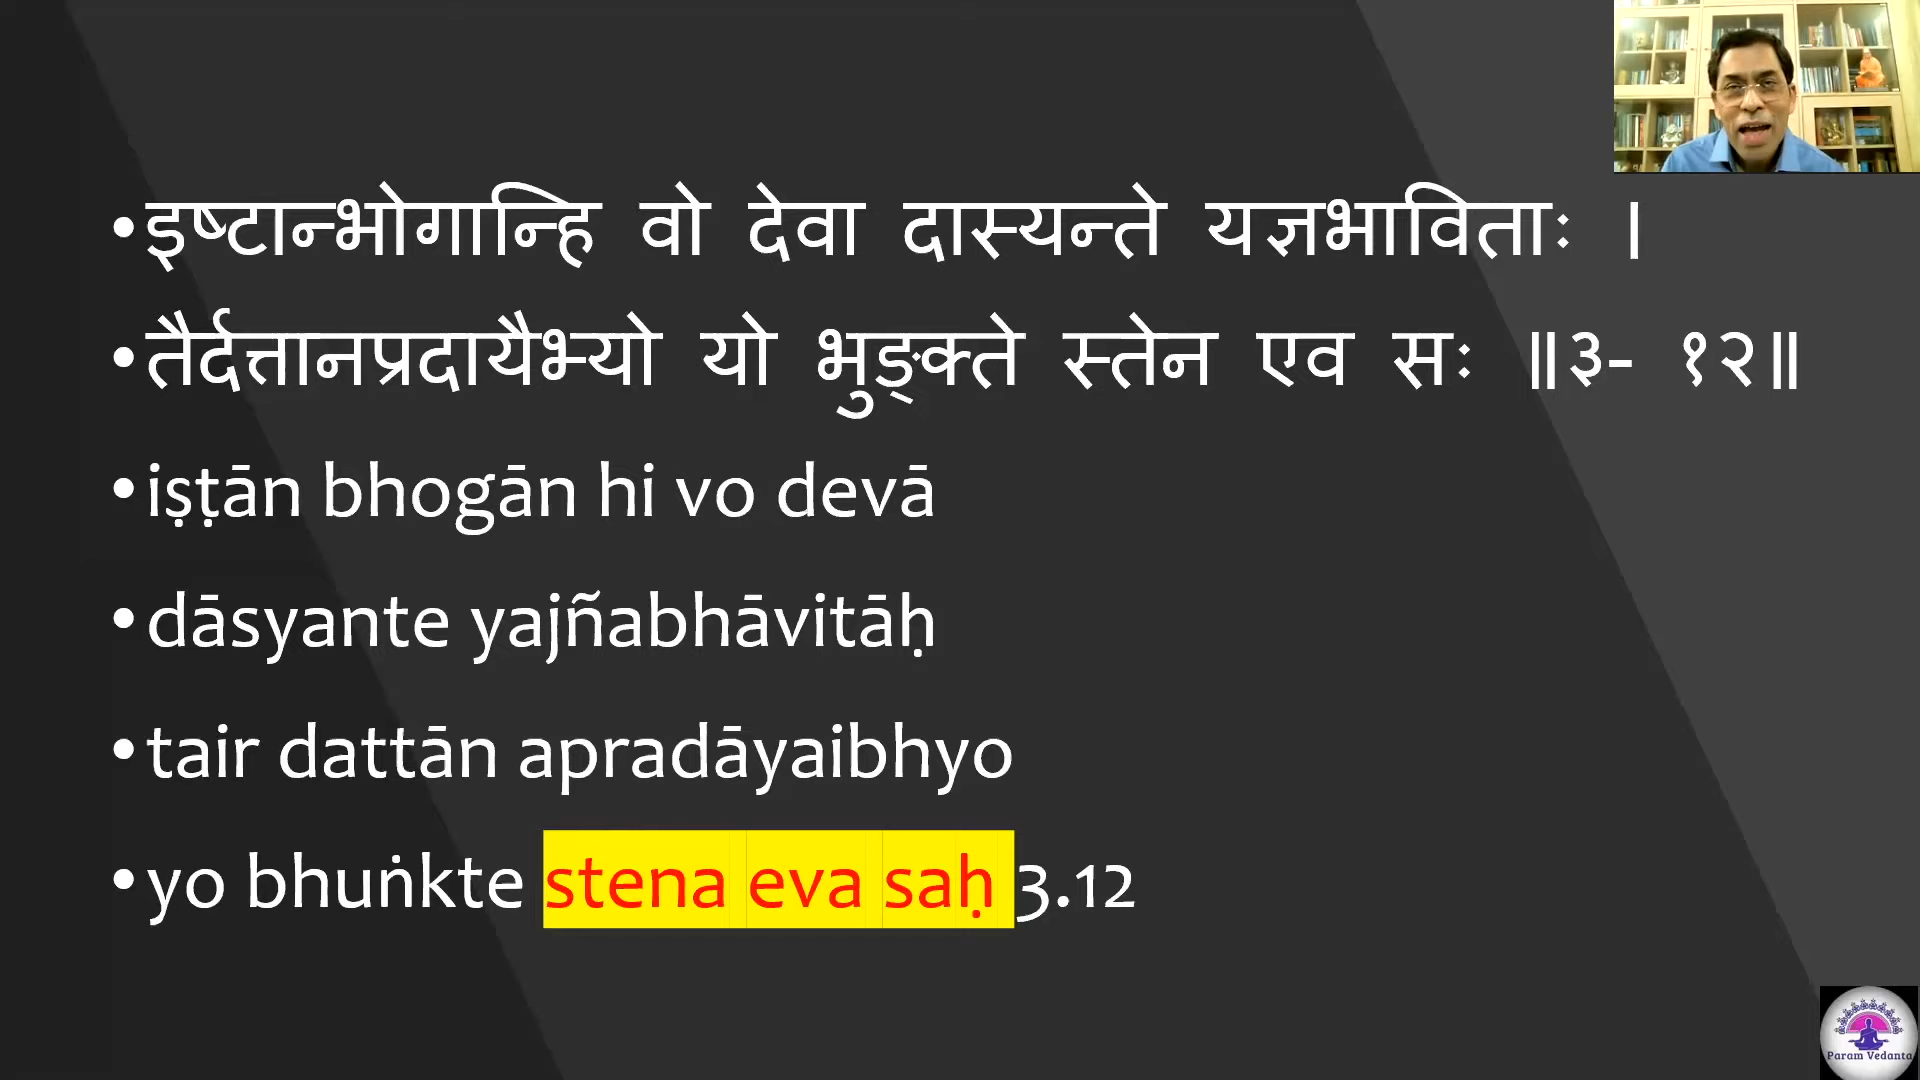 •इष्टान्भोगान्हि वो देवा दास्यन्ते यज्ञभाविताः ।
•तैर्दत्तानप्रदायैभ्यो यो भुङ्क्ते स्तेन एव सः ॥३- १२॥
•iṣṭān bhogān hi vo devā
•dāsyante yajñabhāvitāḥ
•tair dattān apradāyaibhyo
•yo bhuṅkte stena eva saḥ 3.12
Param Vedanta